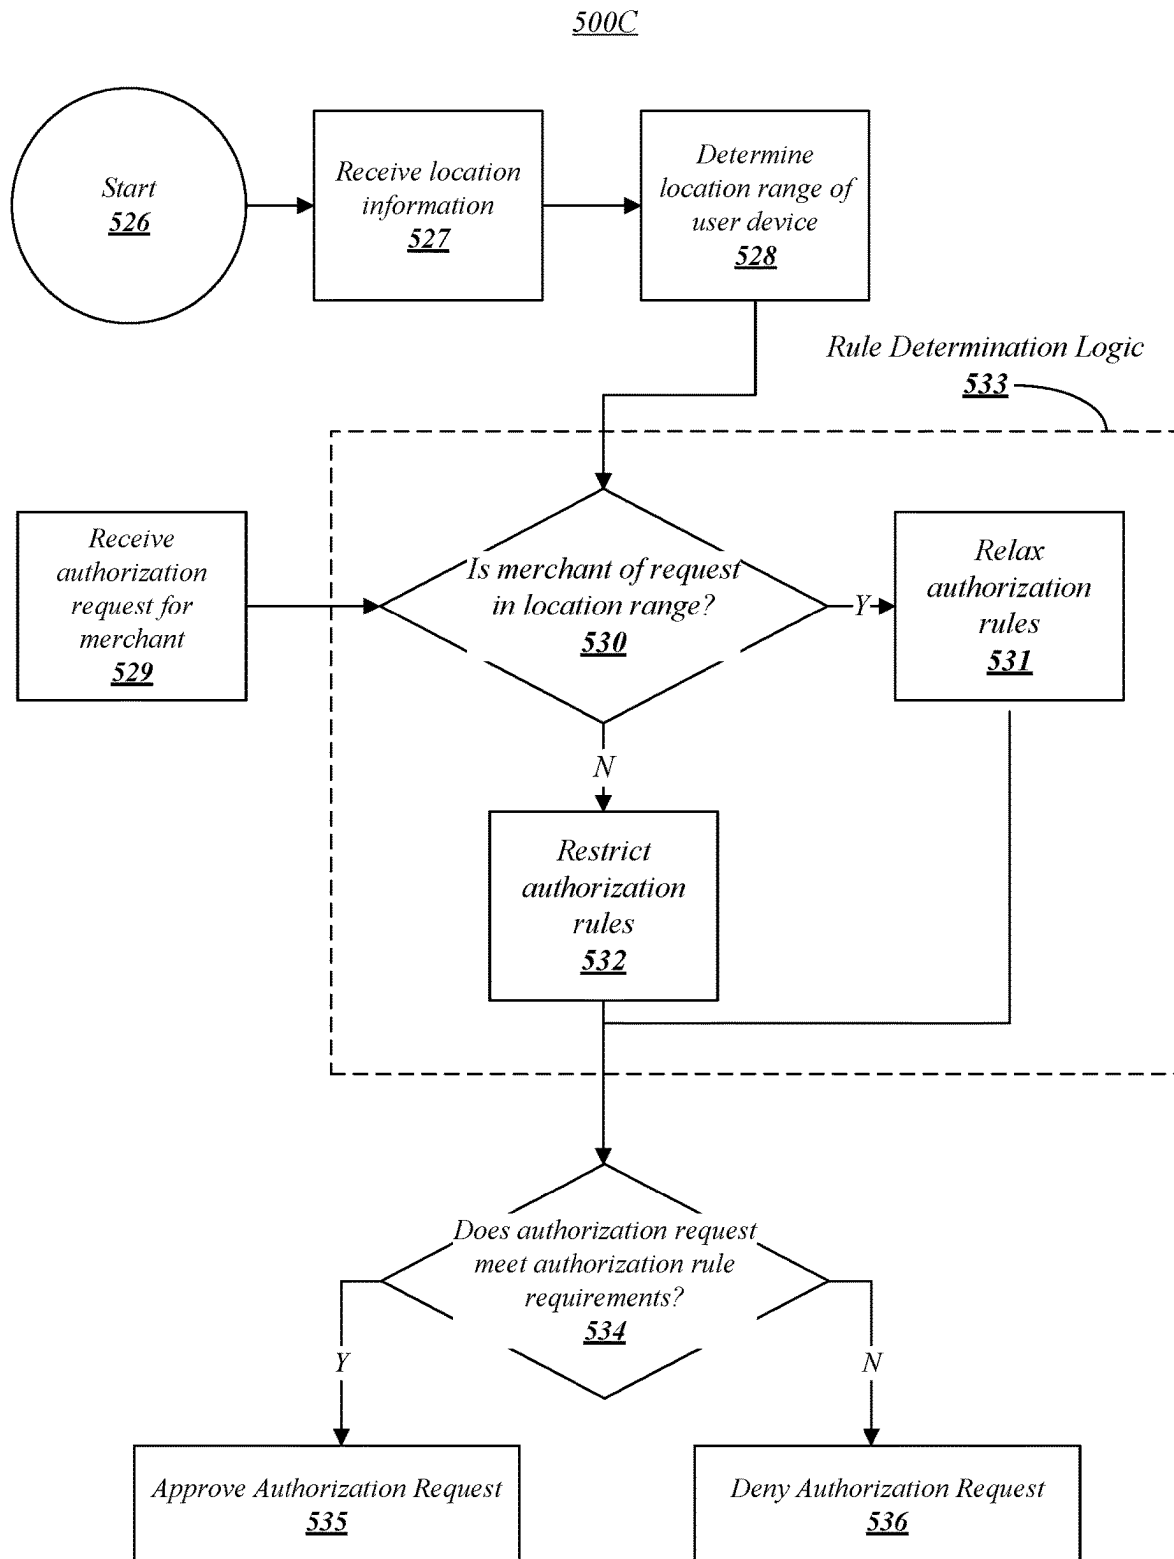 500C
Start
526
Receive location
information
527
Determine
location range of
user device
528
Rule Determination Logic
533
Receive
authorization
request for
merchant
529
Is merchant of request
in location range?
530
Y
Relax
authorization
rules
531
N
Restrict
authorization
rules
532
Does authorization request
meet authorization rule
requirements?
534
Y
N
Approve Authorization Request
535
Deny Authorization Request
536